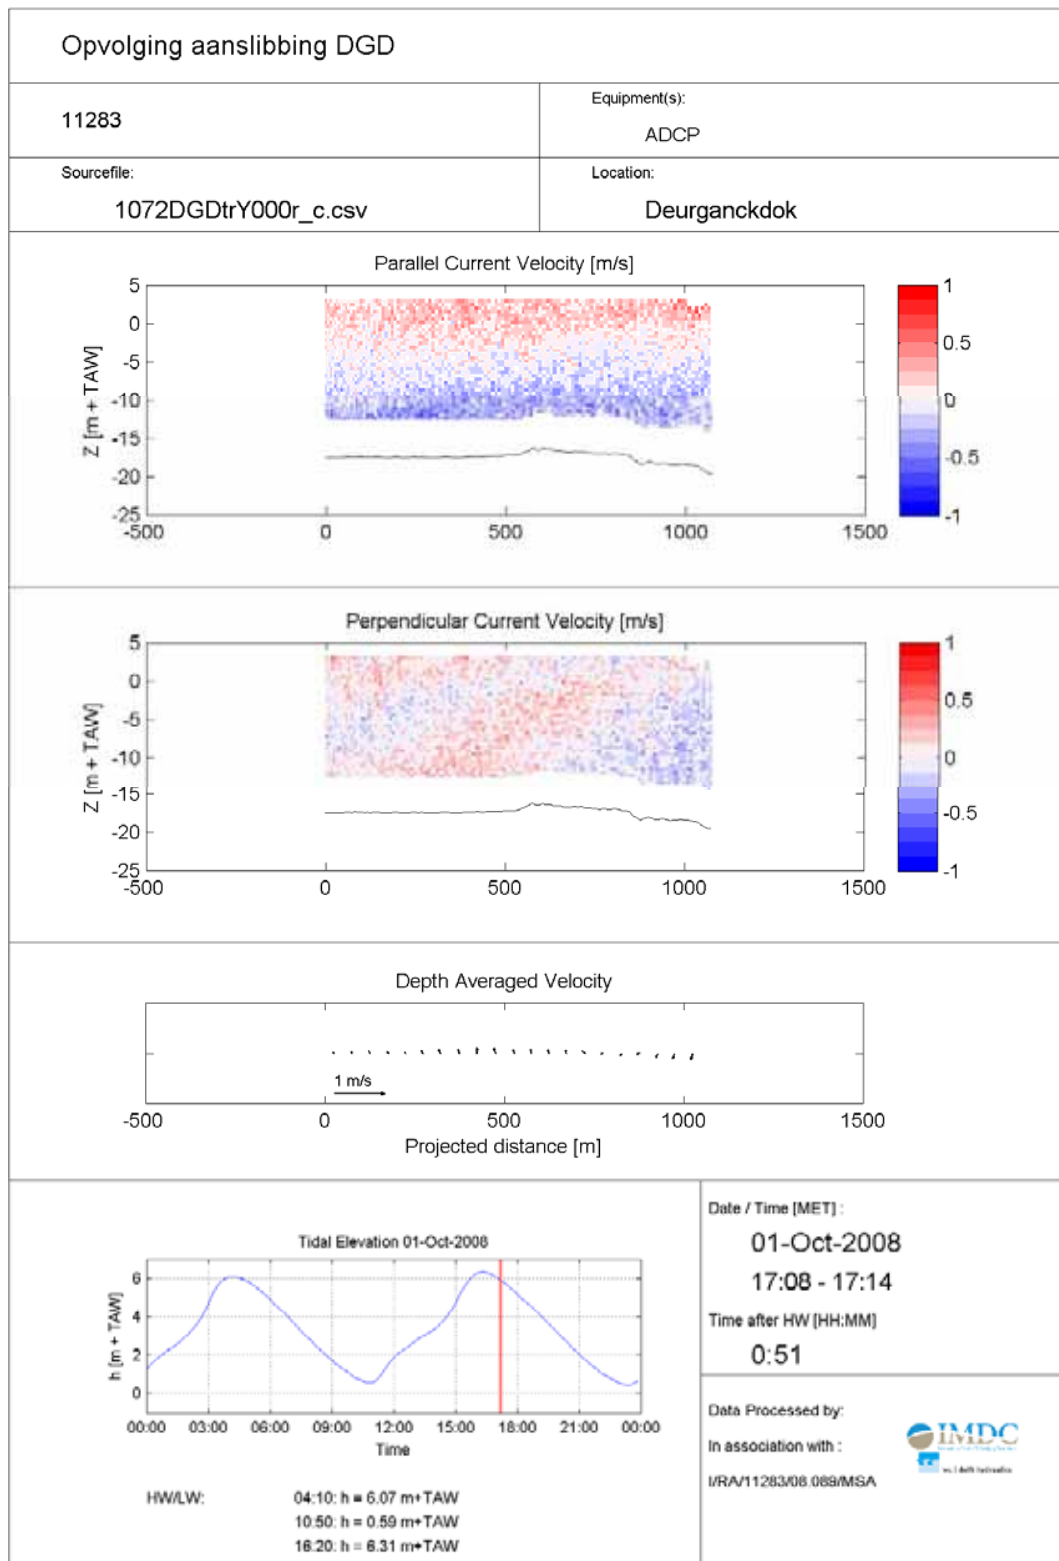 Opvolging aanslibbing DGD
11283
Equipment(s):
ADCP
Sourcefile:
1072DGDtrY000r_c.csv
Location:
Deurganckdok
Parallel Current Velocity [m/s]
Z [m + TAW]
5
0
-5
-10
-15
-20
-25
-500
0
500
1000
1500
1
0.5
0
-0.5
-1
Perpendicular Current Velocity [m/s]
Z [m + TAW]
5
0
-5
-10
-15
-20
-25
-500
0
500
1000
1500
1
0.5
0
-0.5
-1
Depth Averaged Velocity
1 m/s
-500
0
500
1000
1500
Projected distance [m]
Tidal Elevation 01-Oct-2008
h [m + TAW]
6
4
2
0
00:00
03:00
06:00
09:00
12:00
15:00
18:00
21:00
00:00
Time
HW/LW:
04:10: h = 6.07 m+TAW
10:50: h = 0.59 m+TAW
16:20: h = 6.31 m+TAW
Date / Time [MET] :
01-Oct-2008
17:08 - 17:14
Time after HW [HH:MM]
0:51
Data Processed by:
In association with :
I/RA/11283/08.089/MSA
IMDC
wl | delft hydraulics